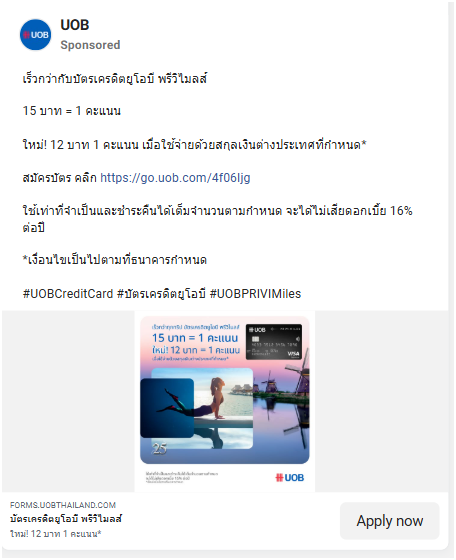 UOB
Sponsored
เร็วกว่ากับบัตรเครดิตยูโอบี พรีวิไมลส์
15 บาท = 1 คะแนน
ใหม่! 12 บาท 1 คะแนน เมื่อใช้จ่ายด้วยสกุลเงินต่างประเทศที่กำหนด*
สมัครบัตร คลิก https://go.uob.com/4f06ljg
ใช้เท่าที่จำเป็นและชำระคืนได้เต็มจำนวนตามกำหนด จะได้ไม่เสียดอกเบี้ย 16%
ต่อปี
*เงื่อนไขเป็นไปตามที่ธนาคารกำหนด
#UOBCreditCard #บัตรเครดิตยูโอบี #UOBPRIVIMiles
เร็วกว่าทุกทริป บัตรเครดิตยูโอบี พรีวิไมลส์
15 บาท = 1 คะแนน
ใหม่! 12 บาท = 1 คะแนน
UOB
VISA
25
UOB
FORMS.UOBTHAILAND.COM
บัตรเครดิตยูโอบี พรีวิไมลส์
ใหม่! 12 บาท 1 คะแนน*
Apply now